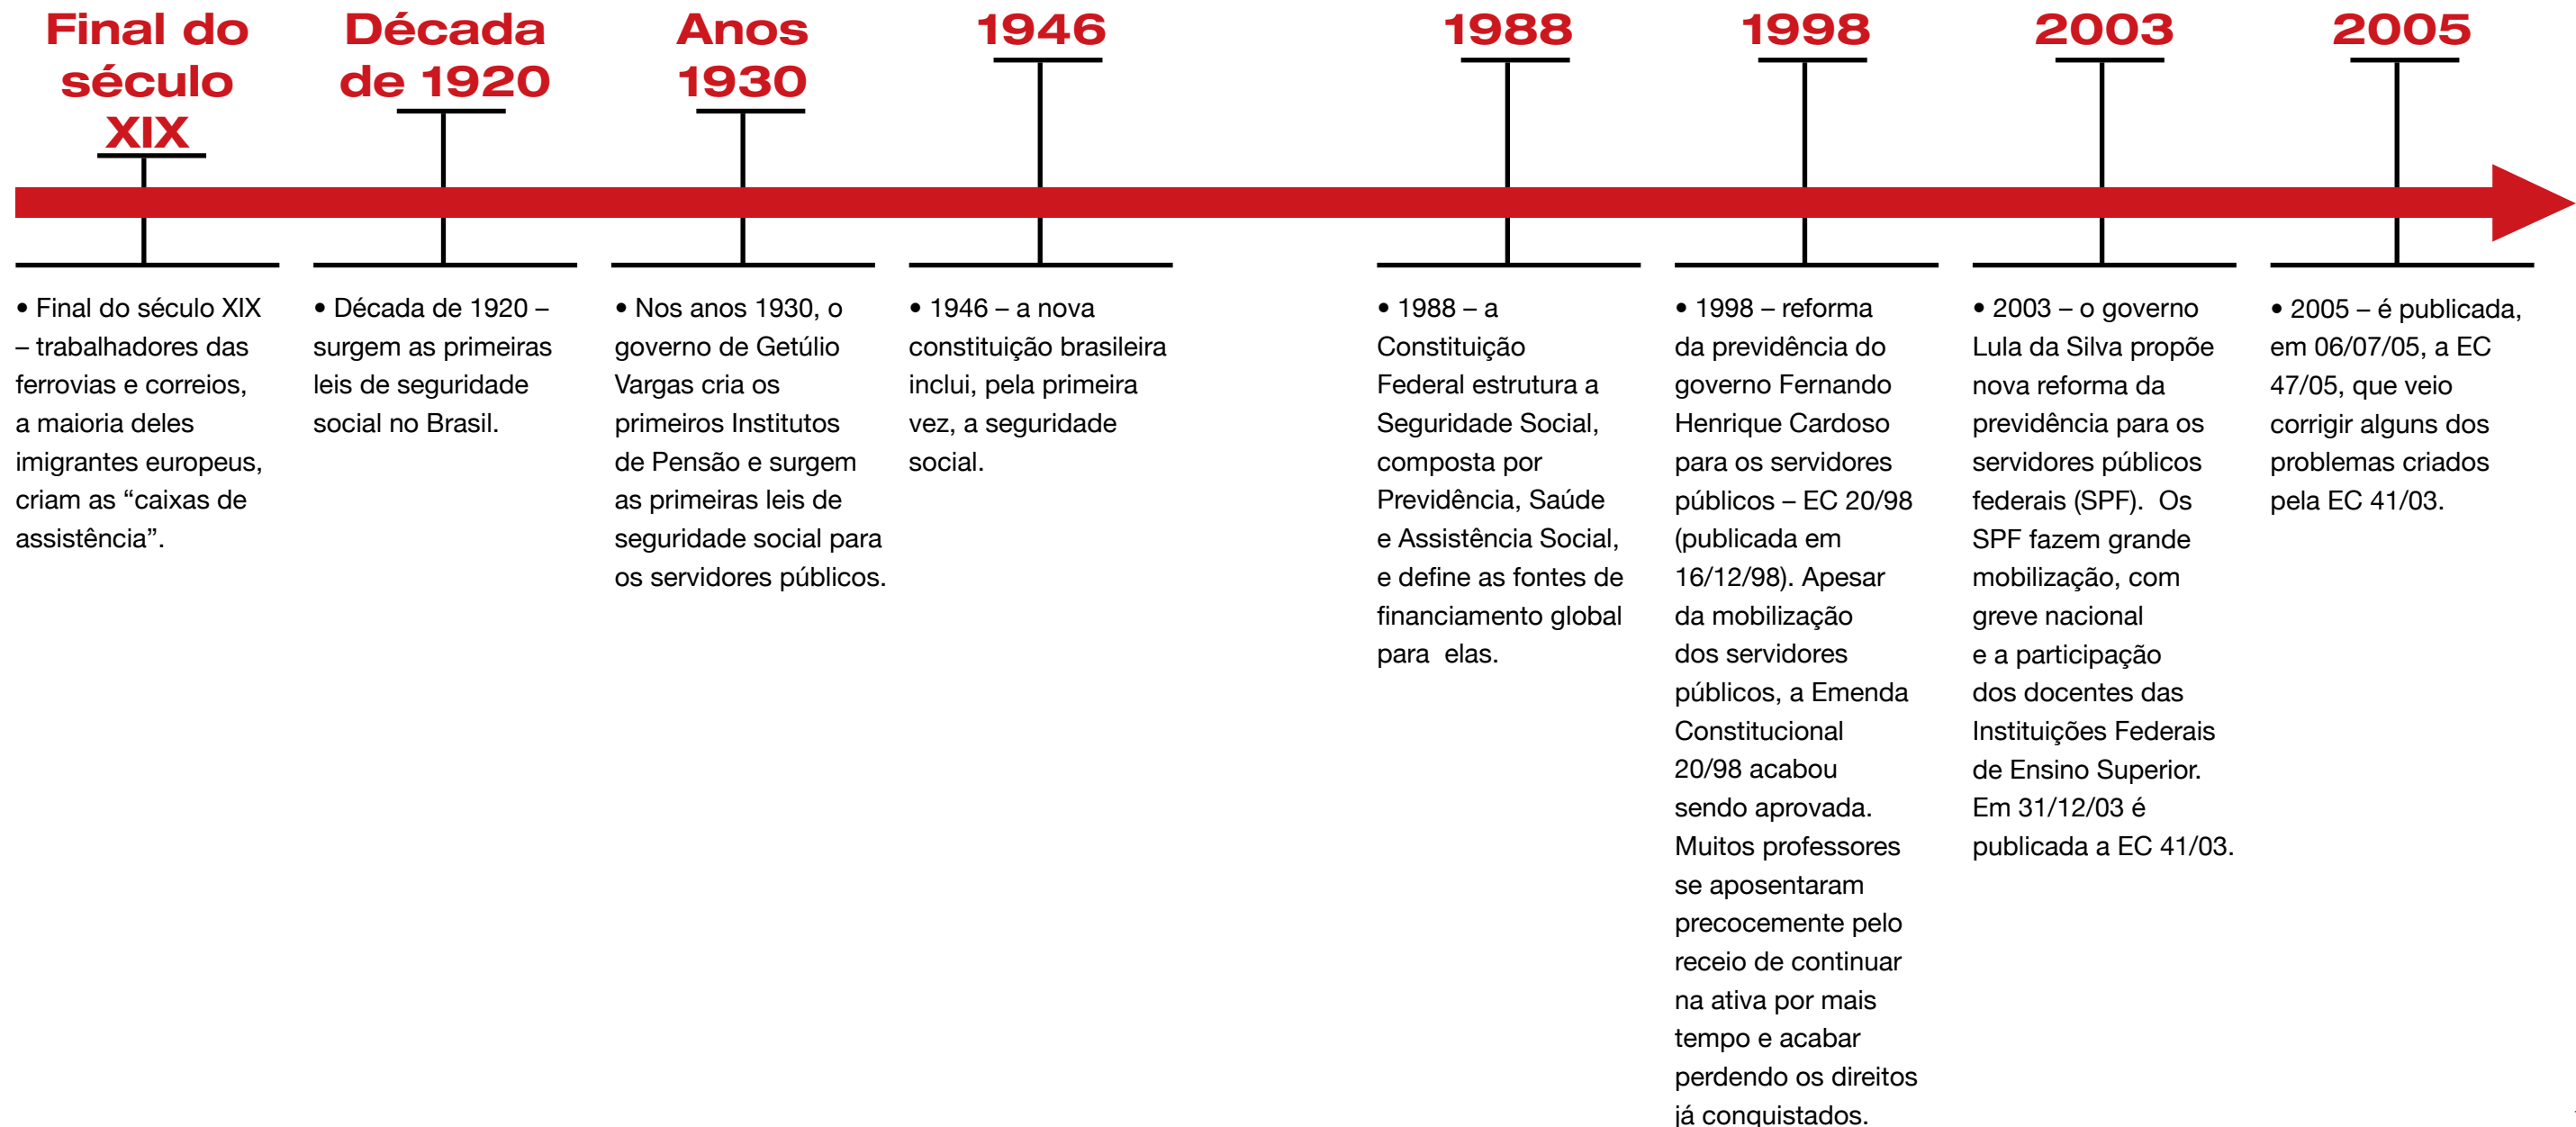 Final do
século
XIX
Década
de 1920
Anos
1930
1946
1988
1998
2003
2005
• Final do século XIX
– trabalhadores das
ferrovias e correios,
a maioria deles
imigrantes europeus,
criam as “caixas de
assistência”.
• Década de 1920 –
surgem as primeiras
leis de seguridade
social no Brasil.
• Nos anos 1930, o
governo de Getúlio
Vargas cria os
primeiros Institutos
de Pensão e surgem
as primeiras leis de
seguridade social para
os servidores públicos.
• 1946 – a nova
constituição brasileira
inclui, pela primeira
vez, a seguridade
social.
• 1988 – a
Constituição
Federal estrutura a
Seguridade Social,
composta por
Previdência, Saúde
e Assistência Social,
e define as fontes de
financiamento global
para  elas.
• 1998 – reforma
da previdência do
governo Fernando
Henrique Cardoso
para os servidores
públicos – EC 20/98
(publicada em
16/12/98). Apesar
da mobilização
dos servidores
públicos, a Emenda
Constitucional
20/98 acabou
sendo aprovada.
Muitos professores
se aposentaram
precocemente pelo
receio de continuar
na ativa por mais
tempo e acabar
perdendo os direitos
já conquistados.
• 2003 – o governo
Lula da Silva propõe
nova reforma da
previdência para os
servidores públicos
federais (SPF).  Os
SPF fazem grande
mobilização, com
greve nacional
e a participação
dos docentes das
Instituições Federais
de Ensino Superior.
Em 31/12/03 é
publicada a EC 41/03.
• 2005 – é publicada,
em 06/07/05, a EC
47/05, que veio
corrigir alguns dos
problemas criados
pela EC 41/03.